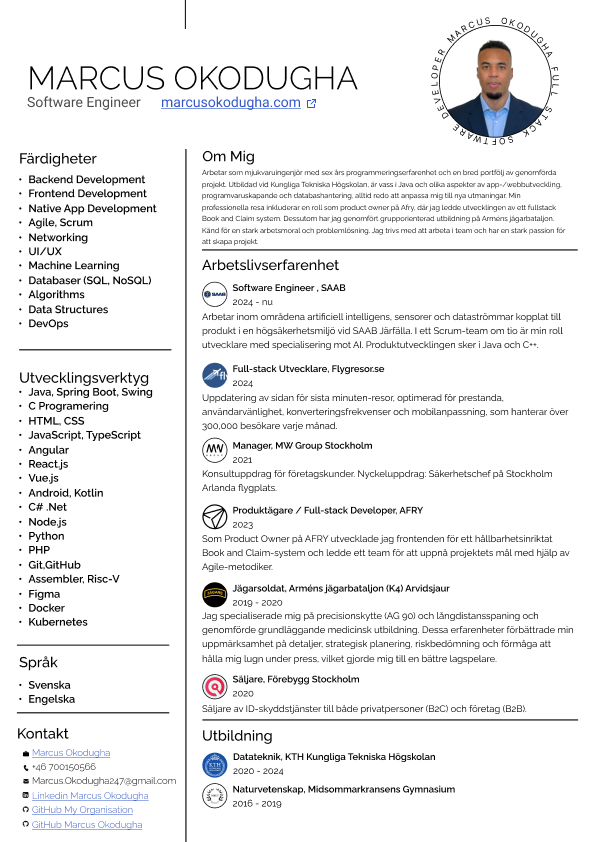 MARCUS OKODUGHA
Software Engineer marcusokodugha.com
MARCUS OKODUGHA FULL STACK SOFTWARE DEVELOPER
Färdigheter
• Backend Development
• Frontend Development
• Native App Development
• Agile, Scrum
• Networking
• UI/UX
• Machine Learning
• Databaser (SQL, NoSQL)
• Algorithms
• Data Structures
• DevOps
Utvecklingsverktyg
• Java, Spring Boot, Swing
• C Programering
• HTML, CSS
• JavaScript, TypeScript
• Angular
• React.js
• Vue.js
• Android, Kotlin
• C# .Net
• Node.js
• Python
• PHP
• Git,GitHub
• Assembler, Risc-V
• Figma
• Docker
• Kubernetes
Språk
• Svenska
• Engelska
Kontakt
Marcus Okodugha
+46 700150566
Marcus.Okodugha247@gmail.com
Linkedin Marcus Okodugha
GitHub My Organisation
GitHub Marcus Okodugha
Om Mig
Arbetar som mjukvaruingenjör med sex års programmeringserfarenhet och en bred portfölj av genomförda
projekt. Utbildad vid Kungliga Tekniska Högskolan, är vass i Java och olika aspekter av app-/webbutveckling,
programvaruskapande och databashantering, alltid redo att anpassa mig till nya utmaningar. Min
professionella resa inkluderar en roll som product owner på Afry, där jag ledde utvecklingen av ett fullstack
Book and Claim system. Dessutom har jag genomfört grupporienterad utbildning på Arméns jägarbataljon.
Känd för en stark arbetsmoral och problemlösning. Jag trivs med att arbeta i team och har en stark passion för
att skapa projekt.
Arbetslivserfarenhet
SAAB
Software Engineer , SAAB
2024 - nu
Arbetar inom områdena artificiell intelligens, sensorer och dataströmmar kopplat till
produkt i en högsäkerhetsmiljö vid SAAB Järfälla. I ett Scrum-team om tio är min roll
utvecklare med specialisering mot AI. Produktutvecklingen sker i Java och C++.
Full-stack Utvecklare, Flygresor.se
2024
Uppdatering av sidan för sista minuten-resor, optimerad för prestanda,
användarvänlighet, konverteringsfrekvenser och mobilanpassning, som hanterar över
300,000 besökare varje månad.
MW
Manager, MW Group Stockholm
2021
Konsultuppdrag för företagskunder. Nyckeluppdrag: Säkerhetschef på Stockholm
Arlanda flygplats.
Produktägare / Full-stack Developer, AFRY
2023
Som Product Owner på AFRY utvecklade jag frontenden för ett hållbarhetsinriktat
Book and Claim-system och ledde ett team för att uppnå projektets mål med hjälp av
Agile-metodiker.
JÄGARE
Jägarsoldat, Arméns jägarbataljon (K4) Arvidsjaur
2019 - 2020
Jag specialiserade mig på precisionskytte (AG 90) och långdistansspaning och
genomförde grundläggande medicinsk utbildning. Dessa erfarenheter förbättrade min
uppmärksamhet på detaljer, strategisk planering, riskbedömning och förmåga att
hålla mig lugn under press, vilket gjorde mig till en bättre lagspelare.
Säljare, Förebygg Stockholm
2020
Säljare av ID-skyddstjänster till både privatpersoner (B2C) och företag (B2B).
Utbildning
KTH
Datateknik, KTH Kungliga Tekniska Högskolan
2020 - 2024
Naturvetenskap, Midsommarkransens Gymnasium
2016 - 2019